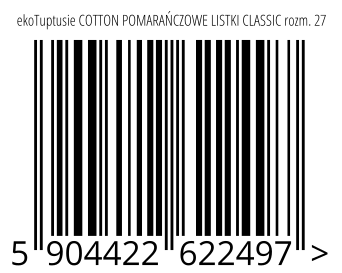 ekoTuptusie COTTON POMARAŃCZOWE LISTKI CLASSIC rozm. 27
5 904422 622497 >